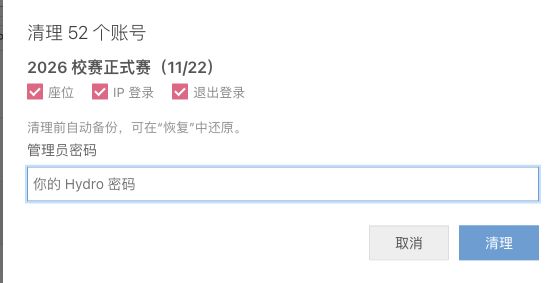 清理 52 个账号
2026 校赛正式赛（11/22）
座位 IP 登录 退出登录
清理前自动备份，可在“恢复”中还原。
管理员密码
你的 Hydro 密码
取消 清理